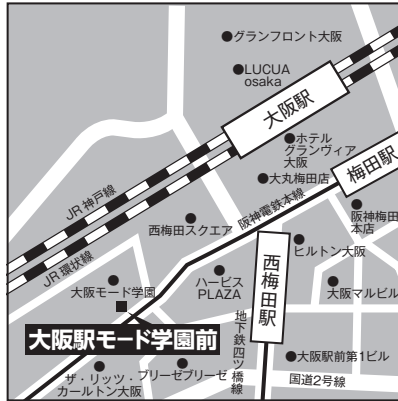 グランフロント大阪
LUCUA
osaka
大阪駅
ホテル
グランヴィア
大阪
梅田駅
大丸梅田店
JR神戸線
阪神電鉄本線
阪神梅田
本店
西梅田スクエア
JR環状線
ヒルトン大阪
西梅田駅
ハービス
PLAZA
大阪モード学園
大阪マルビル
大阪駅モード学園前
地下鉄四ツ橋線
大阪駅前第1ビル
ザ・リッツ・
カールトン大阪
ブリーゼブリーゼ
国道2号線